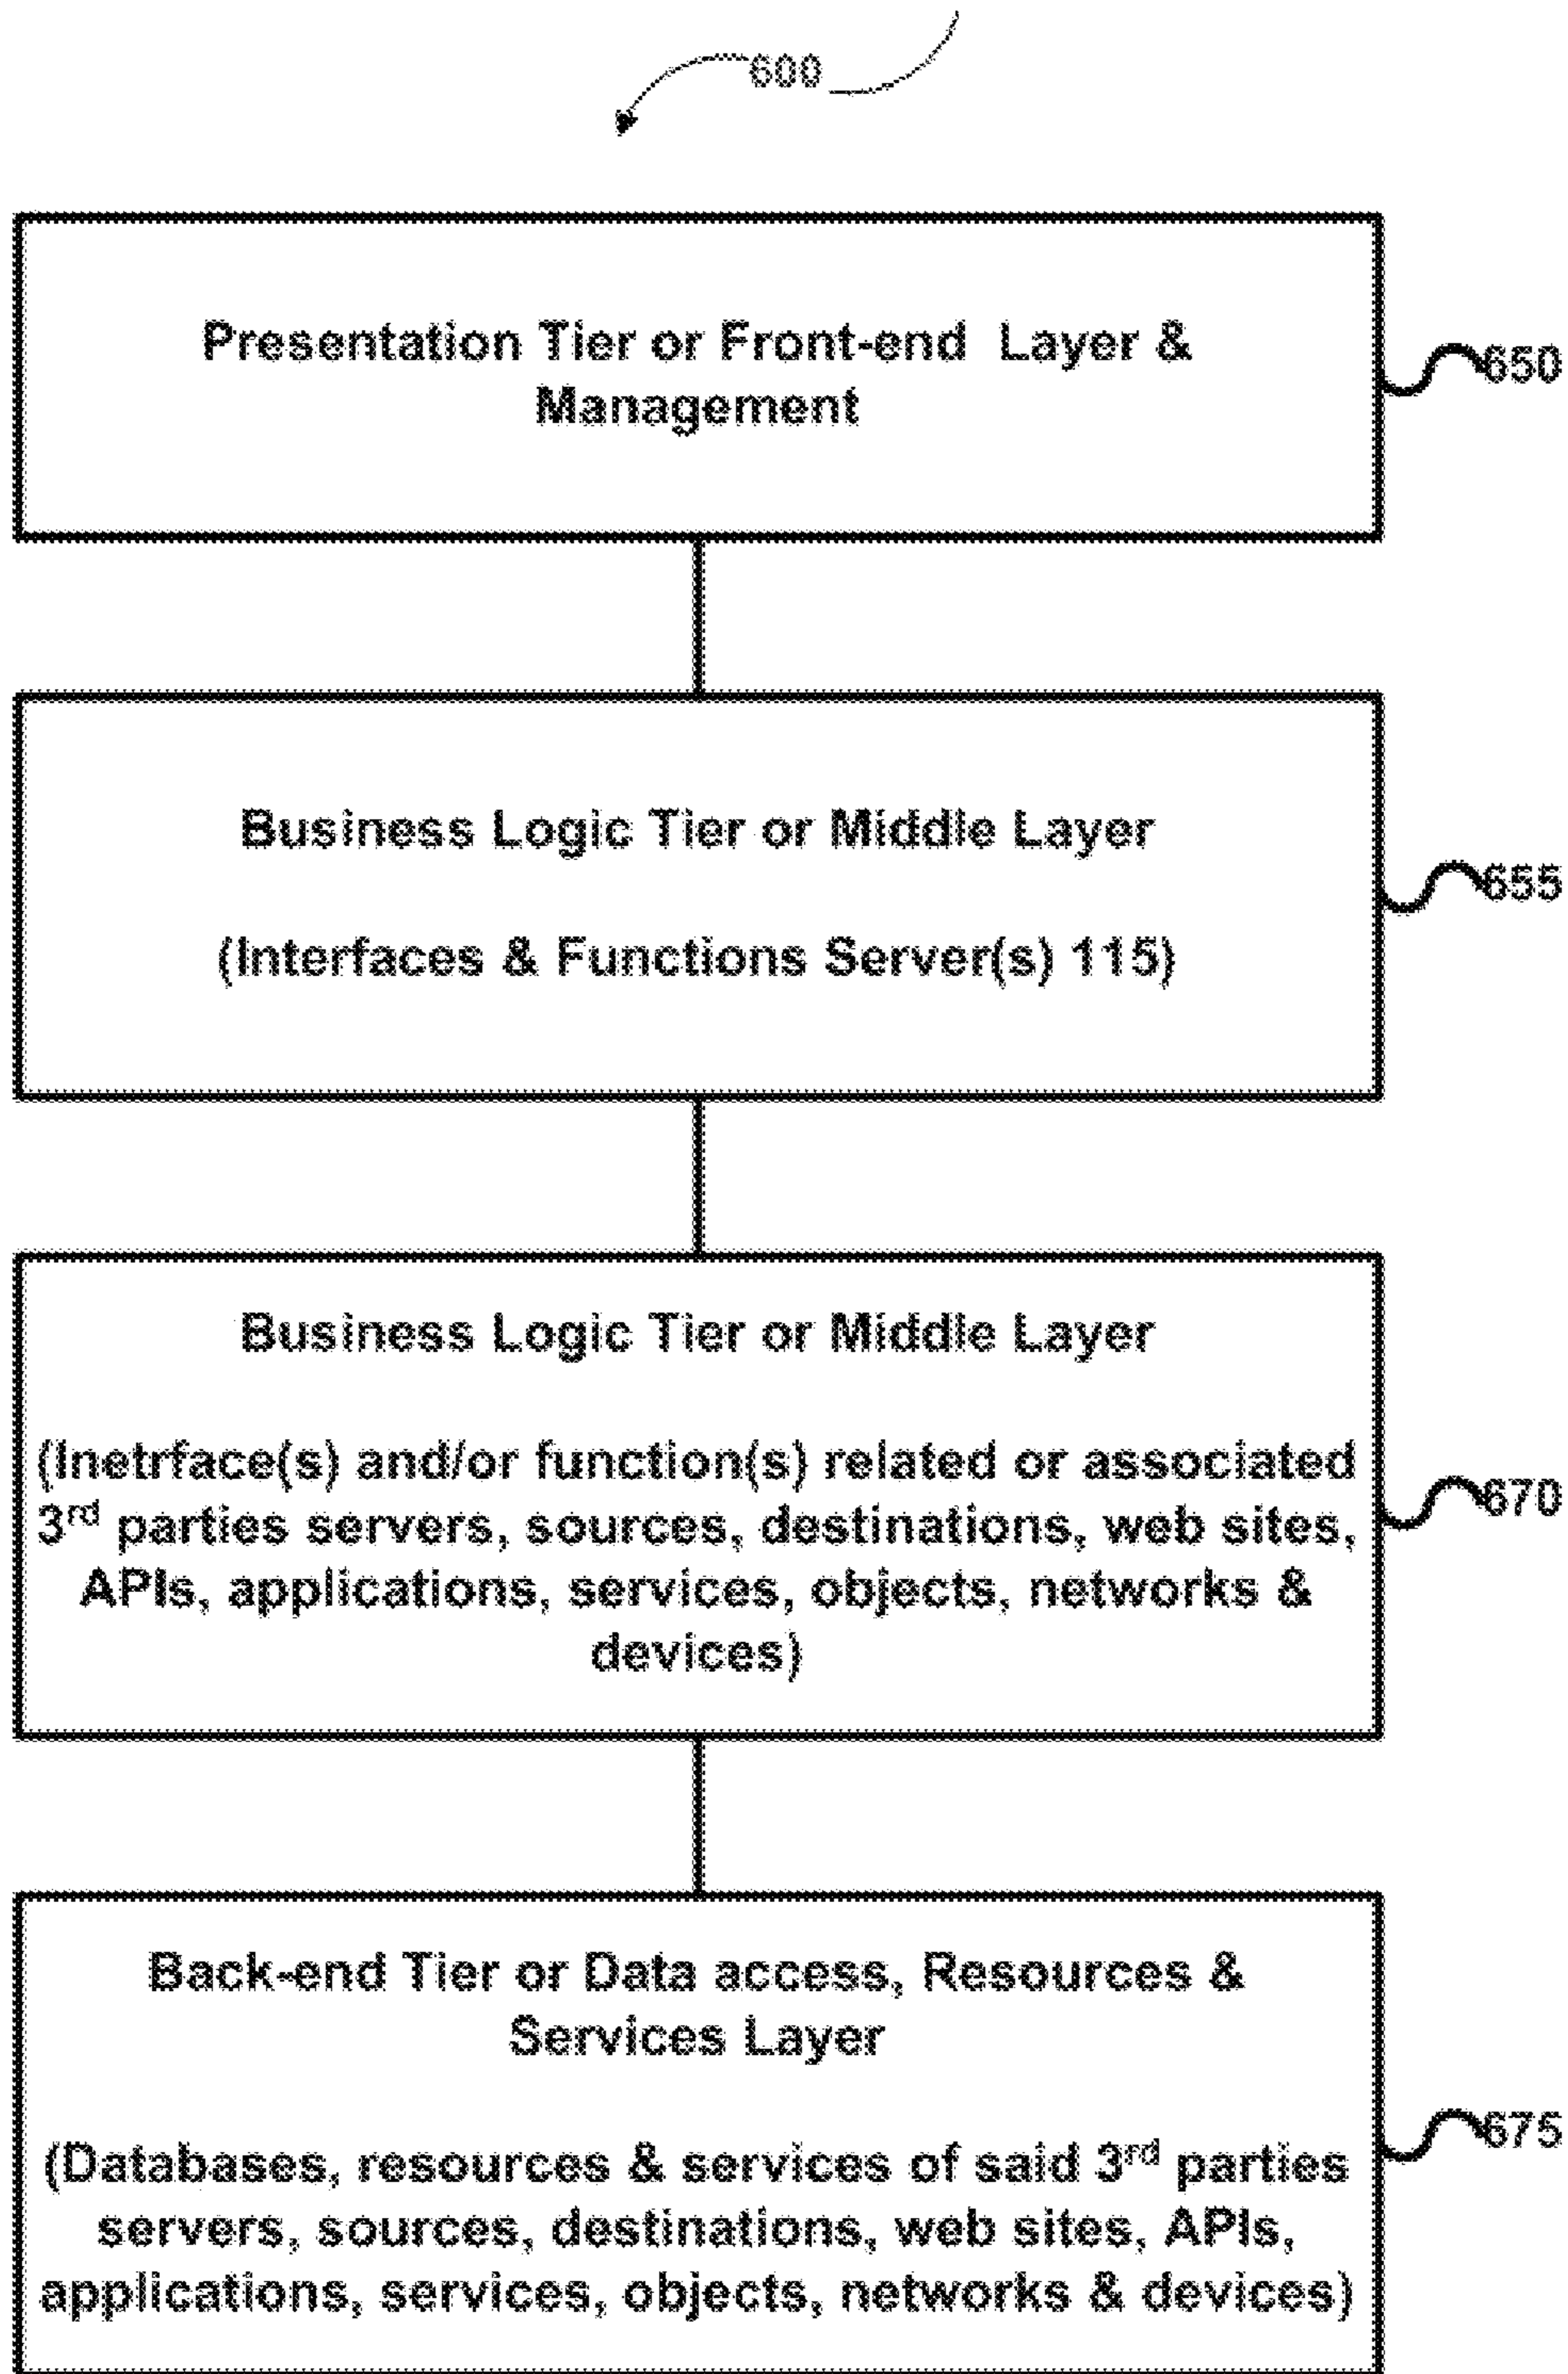 600
Presentation Tier or Front-end Layer &
Management
650
Business Logic Tier or Middle Layer
(Interfaces & Functions Server(s) 115)
655
Business Logic Tier or Middle Layer
(Inetrface(s) and/or function(s) related or associated
3rd parties servers, sources, destinations, web sites,
APIs, applications, services, objects, networks &
devices)
670
Back-end Tier or Data access, Resources &
Services Layer
(Databases, resources & services of said 3rd parties
servers, sources, destinations, web sites, APIs,
applications, services, objects, networks & devices)
675